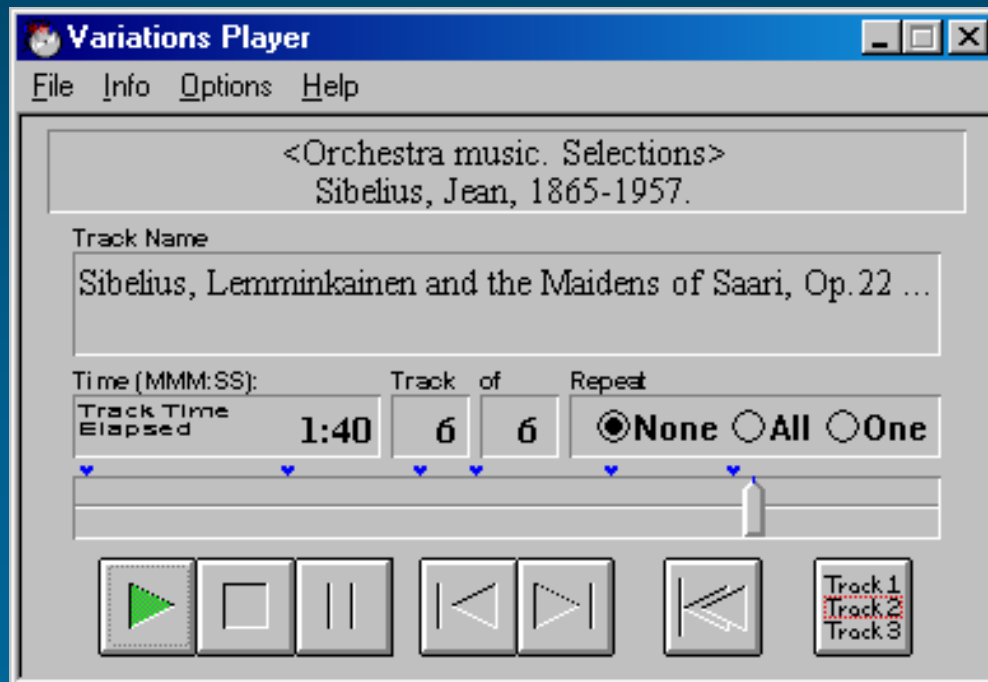 Variations Player
File Info Options Help
<Orchestra music. Selections>
Sibelius, Jean, 1865-1957.
Track Name
Sibelius, Lemminkainen and the Maidens of Saari, Op.22 ...
Time (MMM:SS): Track of Repeat
Track Time
Elapsed 1:40 6 6 None All One
Track 1
Track 2
Track 3